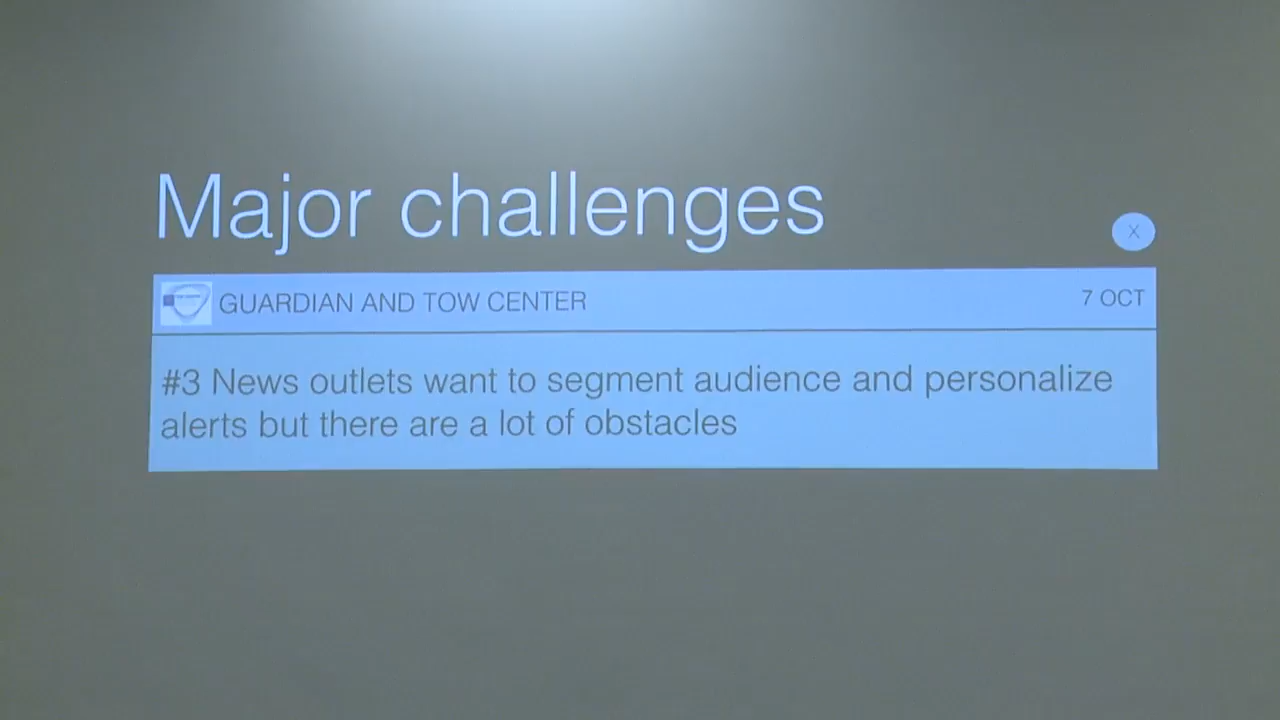 Major challenges
X
GUARDIAN AND TOW CENTER
7 OCT
#3 News outlets want to segment audience and personalize
alerts but there are a lot of obstacles